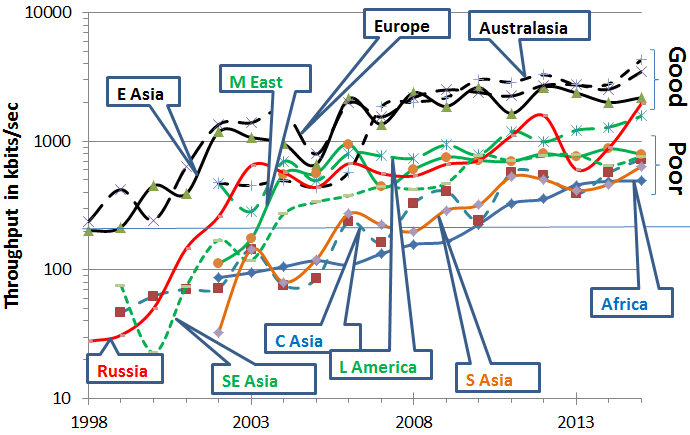 10000
Europe
Australasia
Good
M East
E Asia
1000
Throughput in kbits/sec
Poor
100
Africa
C Asia
Russia
SE Asia
L America
S Asia
10
1998
2003
2008
2013